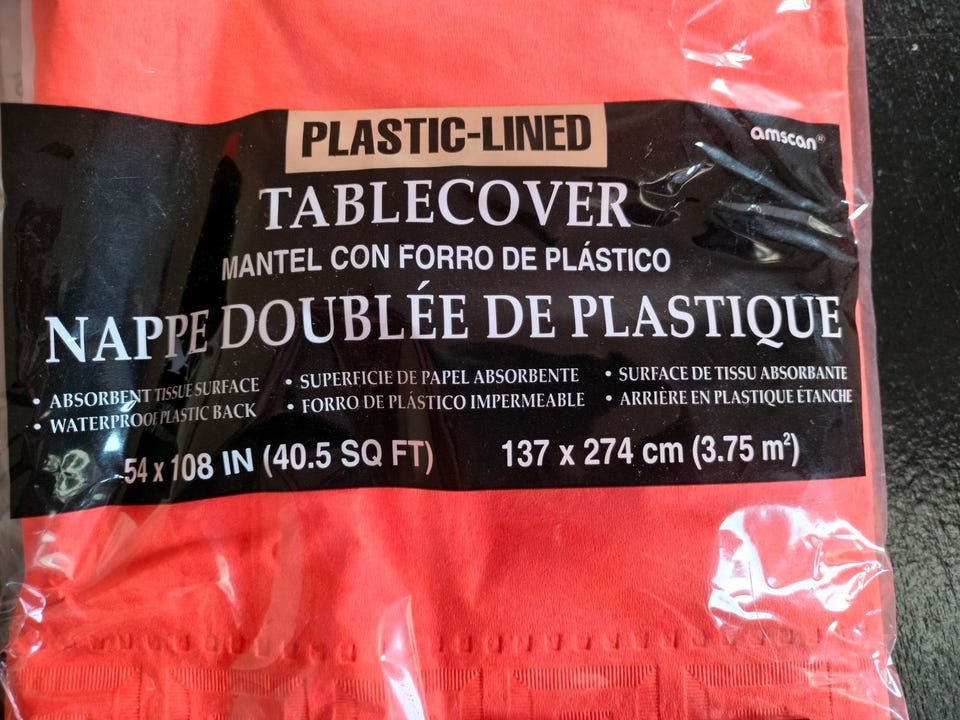 PLASTIC-LINED
amscan®
TABLECOVER
MANTEL CON FORRO DE PLÁSTICO
NAPPE DOUBLÉE DE PLASTIQUE
• ABSORBENT TISSUE SURFACE
• WATERPROOF PLASTIC BACK
• SUPERFICIE DE PAPEL ABSORBENTE
• FORRO DE PLÁSTICO IMPERMEABLE
• SURFACE DE TISSU ABSORBANTE
• ARRIÈRE EN PLASTIQUE ÉTANCHE
54 x 108 IN (40.5 SQ FT)
137 x 274 cm (3.75 m²)